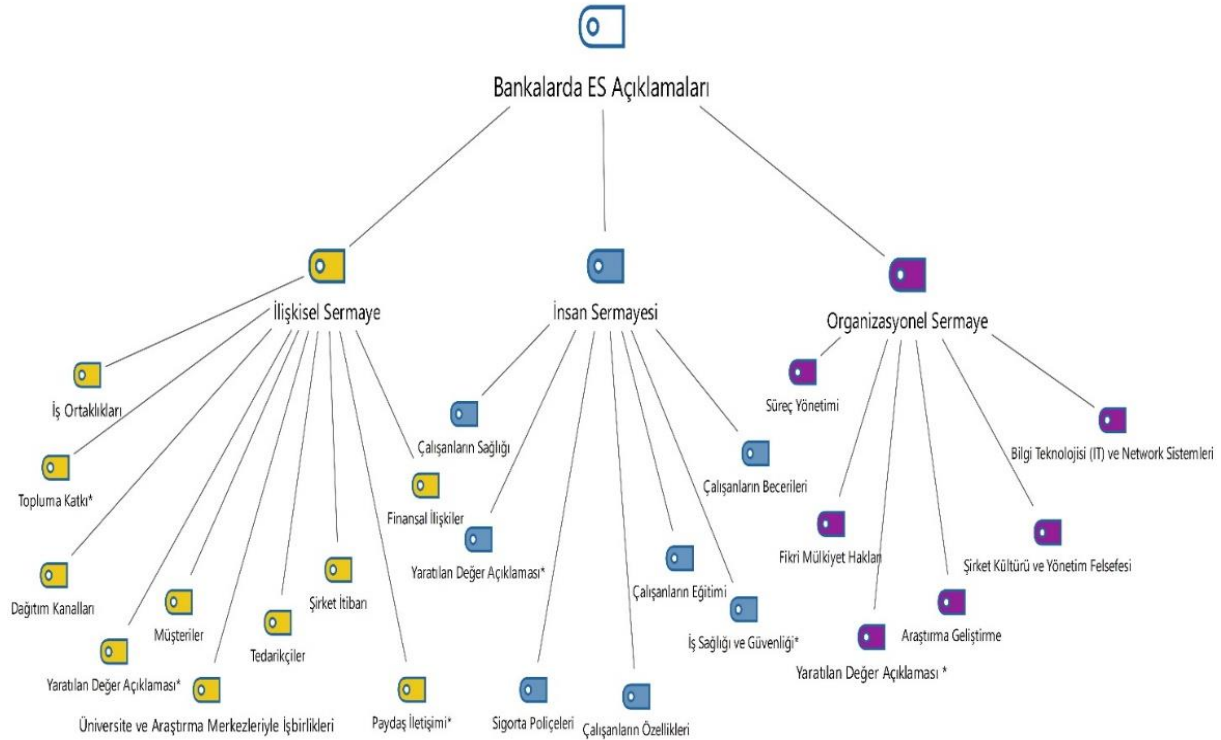 Bankalarda ES Açıklamaları
İlişkisel Sermaye
İnsan Sermayesi
Organizasyonel Sermaye
İş Ortaklıkları
Topluma Katkı*
Dağıtım Kanalları
Yaratılan Değer Açıklaması*
Müşteriler
Üniversite ve Araştırma Merkezleriyle İşbirlikleri
Tedarikçiler
Şirket İtibarı
Paydaş İletişimi*
Finansal İlişkiler
Çalışanların Sağlığı
Yaratılan Değer Açıklaması*
Sigorta Poliçeleri
Çalışanların Özellikleri
Çalışanların Eğitimi
İş Sağlığı ve Güvenliği*
Çalışanların Becerileri
Süreç Yönetimi
Fikri Mülkiyet Hakları
Yaratılan Değer Açıklaması *
Araştırma Geliştirme
Şirket Kültürü ve Yönetim Felsefesi
Bilgi Teknolojisi (IT) ve Network Sistemleri